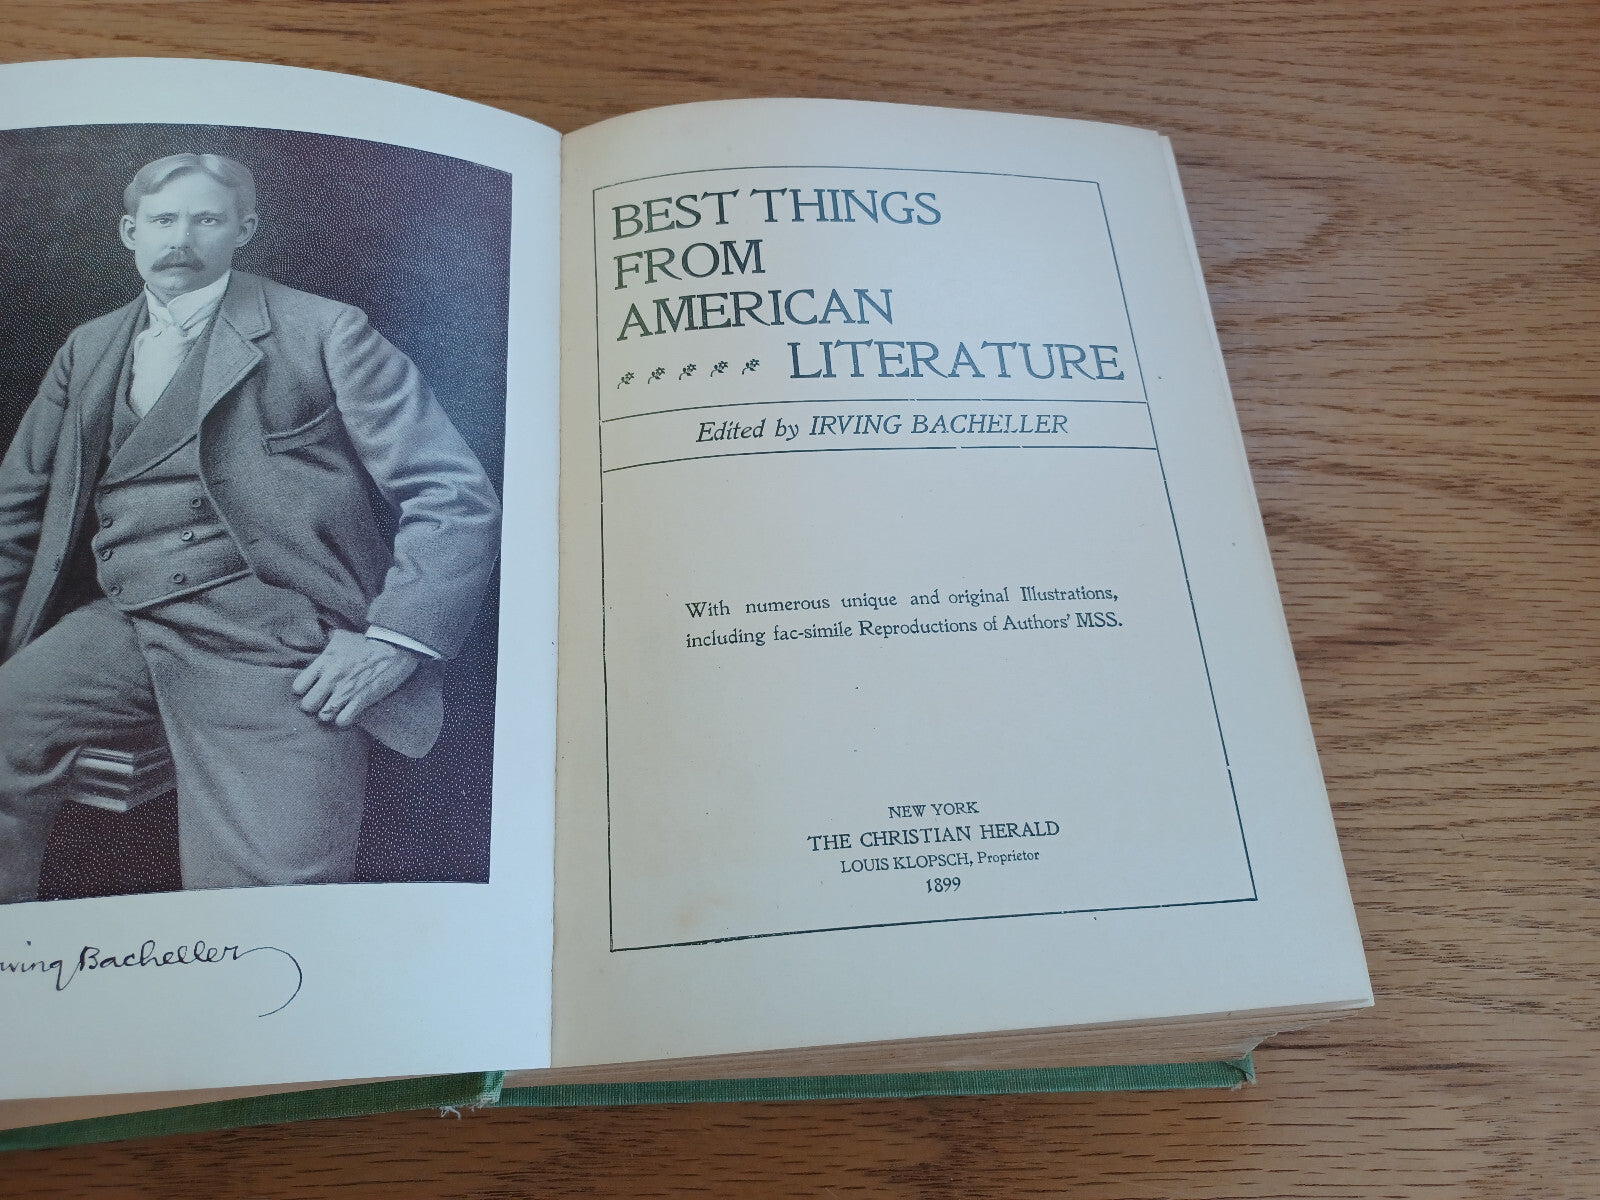 BEST THINGS
FROM
AMERICAN
LITERATURE
Edited by IRVING BACHELLER
With numerous unique and original Illustrations,
including fac-simile Reproductions of Authors' MSS.
NEW YORK
THE CHRISTIAN HERALD
LOUIS KLOPSCH, Proprietor
1899
Bacheller